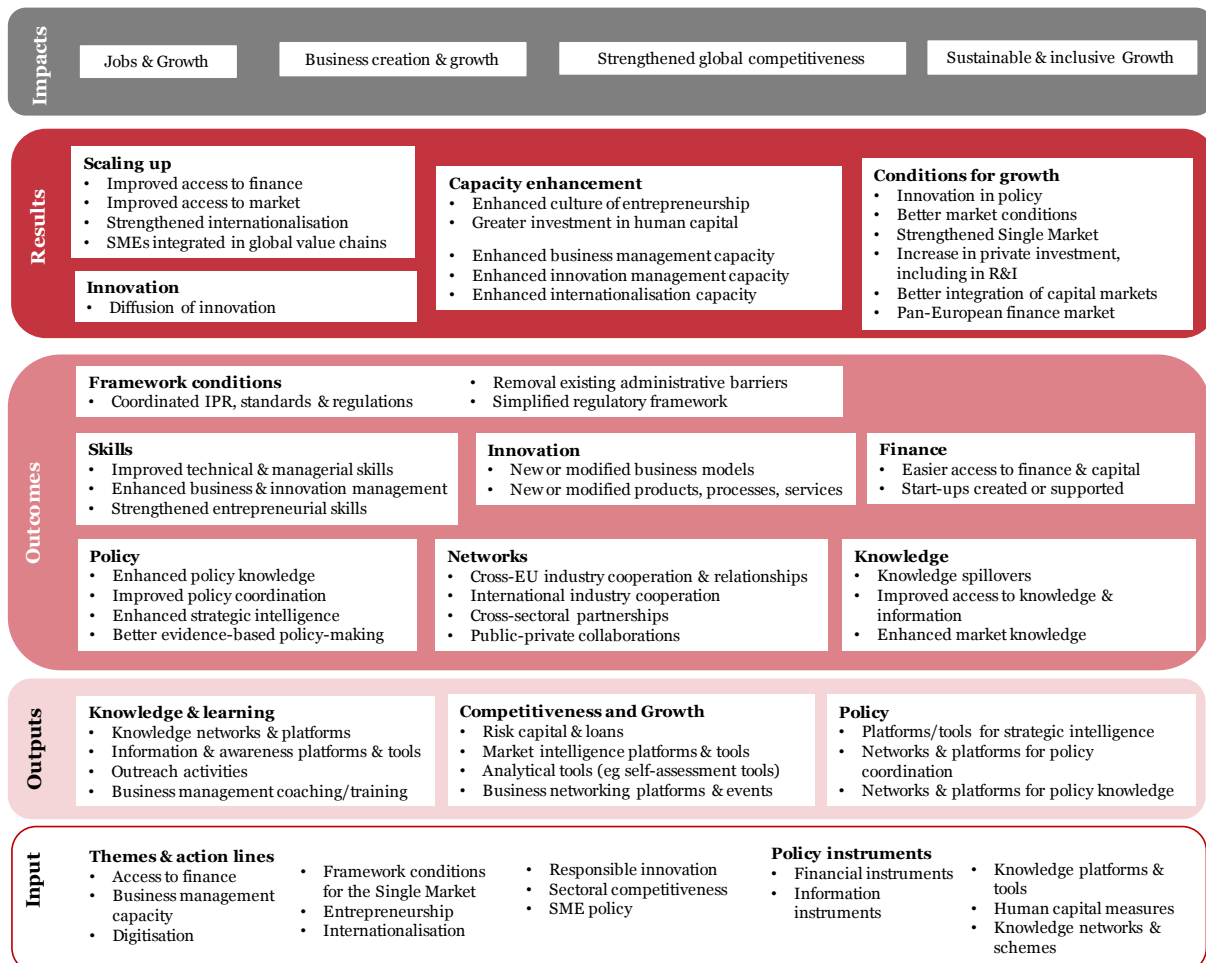 Impacts
Jobs & Growth
Business creation & growth
Strengthened global competitiveness
Sustainable & inclusive Growth
Results
Scaling up
• Improved access to finance
• Improved access to market
• Strengthened internationalisation
• SMEs integrated in global value chains
Innovation
• Diffusion of innovation
Capacity enhancement
• Enhanced culture of entrepreneurship
• Greater investment in human capital
• Enhanced business management capacity
• Enhanced innovation management capacity
• Enhanced internationalisation capacity
Conditions for growth
• Innovation in policy
• Better market conditions
• Strengthened Single Market
• Increase in private investment,
including in R&I
• Better integration of capital markets
• Pan-European finance market
Outcomes
Framework conditions
• Coordinated IPR, standards & regulations
• Removal existing administrative barriers
• Simplified regulatory framework
Skills
• Improved technical & managerial skills
• Enhanced business & innovation management
• Strengthened entrepreneurial skills
Innovation
• New or modified business models
• New or modified products, processes, services
Finance
• Easier access to finance & capital
• Start-ups created or supported
Policy
• Enhanced policy knowledge
• Improved policy coordination
• Enhanced strategic intelligence
• Better evidence-based policy-making
Networks
• Cross-EU industry cooperation & relationships
• International industry cooperation
• Cross-sectoral partnerships
• Public-private collaborations
Knowledge
• Knowledge spillovers
• Improved access to knowledge &
information
• Enhanced market knowledge
Outputs
Knowledge & learning
• Knowledge networks & platforms
• Information & awareness platforms & tools
• Outreach activities
• Business management coaching/training
Competitiveness and Growth
• Risk capital & loans
• Market intelligence platforms & tools
• Analytical tools (eg self-assessment tools)
• Business networking platforms & events
Policy
• Platforms/tools for strategic intelligence
• Networks & platforms for policy
coordination
• Networks & platforms for policy knowledge
Input
Themes & action lines
• Access to finance
• Business management
capacity
• Digitisation
• Framework conditions
for the Single Market
• Entrepreneurship
• Internationalisation
• Responsible innovation
• Sectoral competitiveness
• SME policy
Policy instruments
• Financial instruments
• Information
instruments
• Knowledge platforms &
tools
• Human capital measures
• Knowledge networks &
schemes